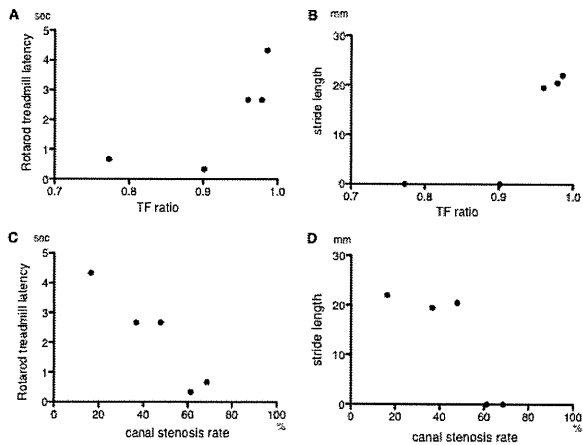 A
sec
Rotarod treadmill latency
5
4
3
2
1
0
0.7
0.8
0.9
1.0
TF ratio
B
mm
stride length
30
20
10
0
0.7
0.8
0.9
1.0
TF ratio
C
sec
Rotarod treadmill latency
5
4
3
2
1
0
0
20
40
60
80
100
%
canal stenosis rate
D
mm
stride length
30
20
10
0
0
20
40
60
80
100
%
canal stenosis rate